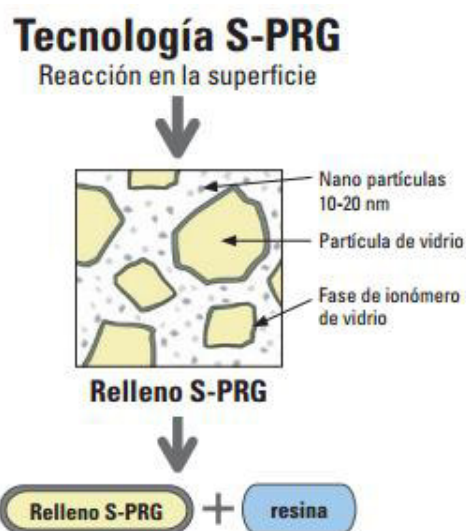 Tecnología S-PRG
Reacción en la superficie
Nano partículas
10-20 nm
Partícula de vidrio
Fase de ionómero
de vidrio
Relleno S-PRG
Relleno S-PRG + resina